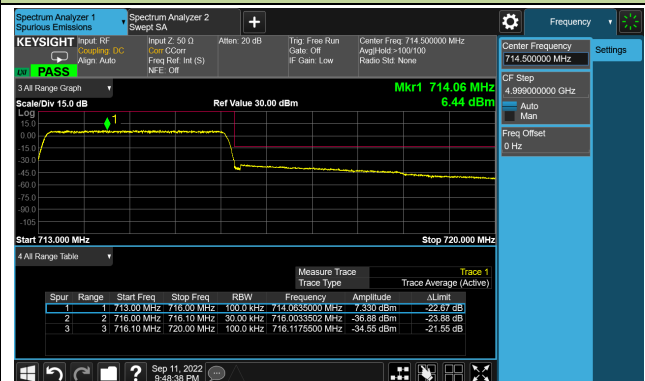 Spectrum Analyzer 1
Spurious Emissions
Spectrum Analyzer 2
Swept SA
Frequency
KEYSIGHT
Input: RF
Coupling: DC
Align: Auto
Input Z: 50 Ω
Corr CCorr
Freq Ref: Int (S)
NFE: Off
Atten: 20 dB
Trig: Free Run
Gate: Off
IF Gain: Low
Center Freq: 714.500000 MHz
Avg|Hold:>100/100
Radio Std: None
PASS
Center Frequency
714.500000 MHz
Settings
CF Step
4.999000000 GHz
Auto
Man
Freq Offset
0 Hz
3 All Range Graph
Mkr1 714.06 MHz
Scale/Div 15.0 dB
Ref Value 30.00 dBm
6.44 dBm
Log
1
15.0
0.00
-15.0
-30.0
-45.0
-60.0
-75.0
-90.0
-105
Start 713.000 MHz
Stop 720.000 MHz
4 All Range Table
Measure Trace Trace 1
Trace Type Trace Average (Active)
Spur Range Start Freq Stop Freq RBW Frequency Amplitude ΔLimit
1 1 713.00 MHz 716.00 MHz 100.0 kHz 714.0635000 MHz 7.330 dBm -22.67 dB
2 2 716.00 MHz 716.10 MHz 30.00 kHz 716.0033502 MHz -36.88 dBm -23.88 dB
3 3 716.10 MHz 720.00 MHz 100.0 kHz 716.1175500 MHz -34.55 dBm -21.55 dB
Sep 11, 2022
9:48:38 PM